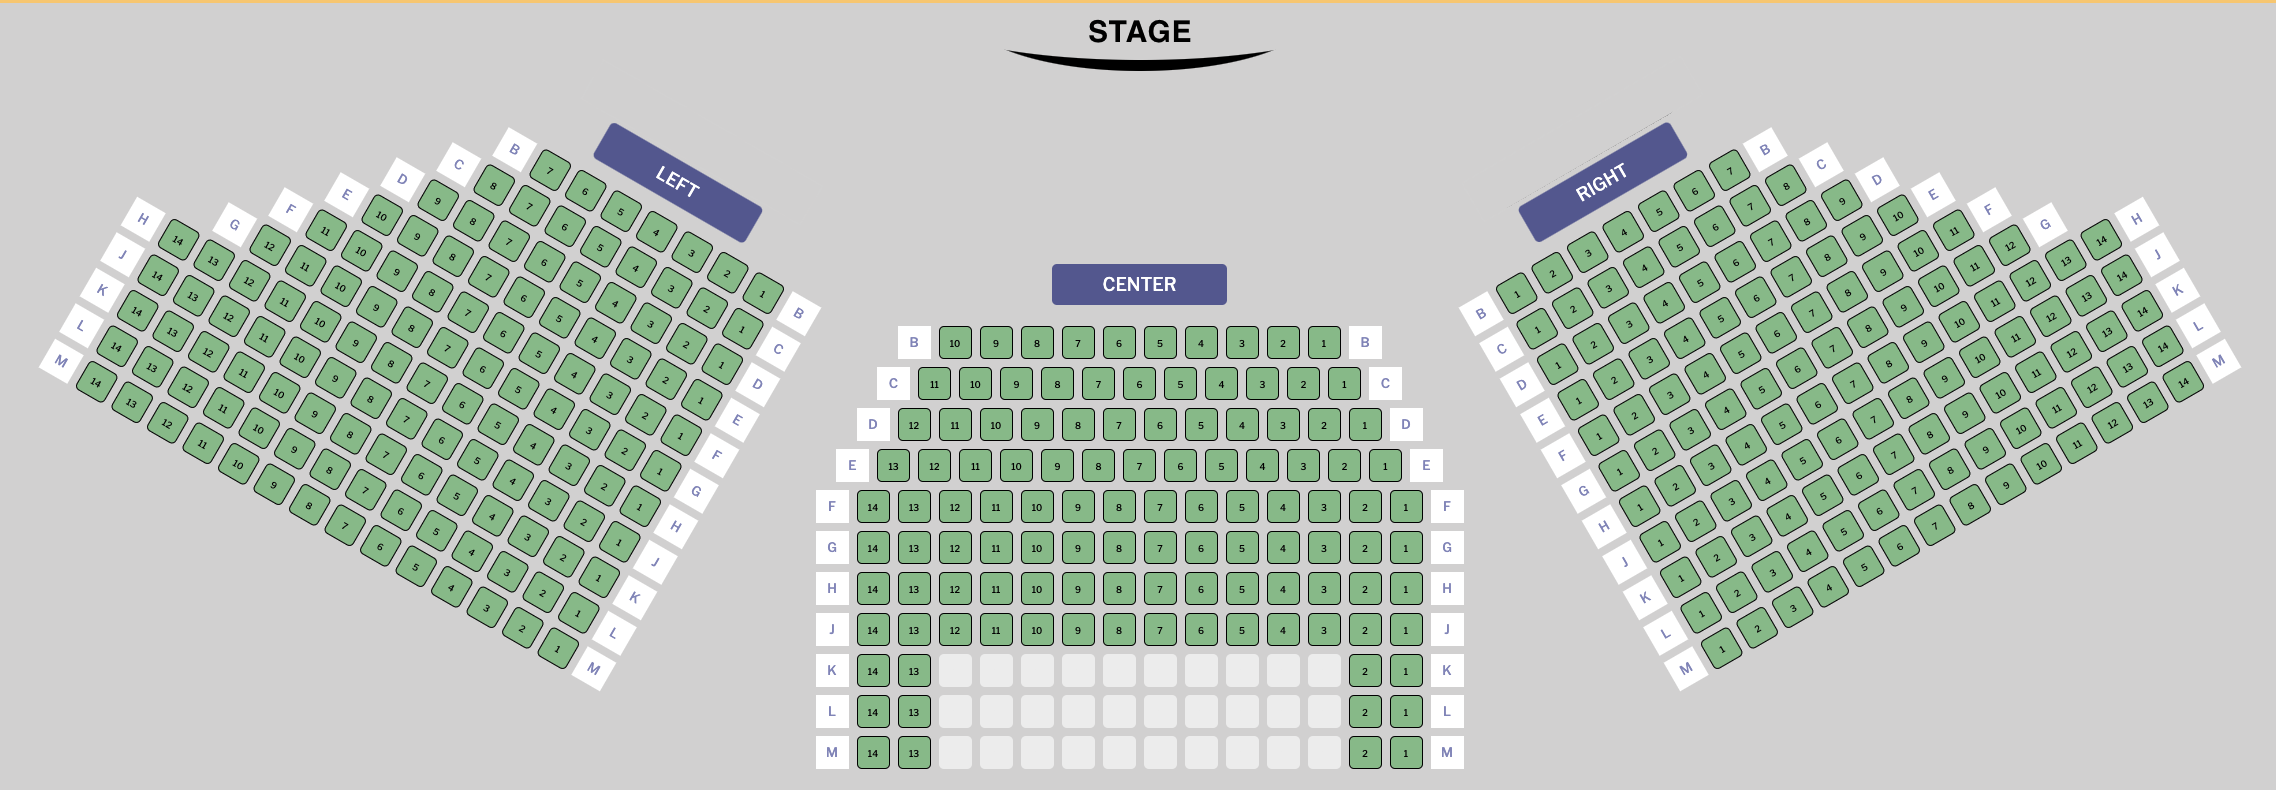 STAGE
LEFT
B 7 6 5 4 3 2 1 B
C 8 7 6 5 4 3 2 1 C
D 9 8 7 6 5 4 3 2 1 D
E 10 9 8 7 6 5 4 3 2 1 E
F 11 10 9 8 7 6 5 4 3 2 1 F
G 12 11 10 9 8 7 6 5 4 3 2 1 G
H 14 13 12 11 10 9 8 7 6 5 4 3 2 1 H
J 14 13 12 11 10 9 8 7 6 5 4 3 2 1 J
K 14 13 12 11 10 9 8 7 6 5 4 3 2 1 K
L 14 13 12 11 10 9 8 7 6 5 4 3 2 1 L
M 14 13 12 11 10 9 8 7 6 5 4 3 2 1 M
CENTER
B 10 9 8 7 6 5 4 3 2 1 B
C 11 10 9 8 7 6 5 4 3 2 1 C
D 12 11 10 9 8 7 6 5 4 3 2 1 D
E 13 12 11 10 9 8 7 6 5 4 3 2 1 E
F 14 13 12 11 10 9 8 7 6 5 4 3 2 1 F
G 14 13 12 11 10 9 8 7 6 5 4 3 2 1 G
H 14 13 12 11 10 9 8 7 6 5 4 3 2 1 H
J 14 13 12 11 10 9 8 7 6 5 4 3 2 1 J
K 14 13 2 1 K
L 14 13 2 1 L
M 14 13 2 1 M
RIGHT
B 1 2 3 4 5 6 7 B
C 1 2 3 4 5 6 7 8 C
D 1 2 3 4 5 6 7 8 9 D
E 1 2 3 4 5 6 7 8 9 10 E
F 1 2 3 4 5 6 7 8 9 10 11 F
G 1 2 3 4 5 6 7 8 9 10 11 12 G
H 1 2 3 4 5 6 7 8 9 10 11 12 13 14 H
J 1 2 3 4 5 6 7 8 9 10 11 12 13 14 J
K 1 2 3 4 5 6 7 8 9 10 11 12 13 14 K
L 1 2 3 4 5 6 7 8 9 10 11 12 13 14 L
M 1 2 3 4 5 6 7 8 9 10 11 12 13 14 M